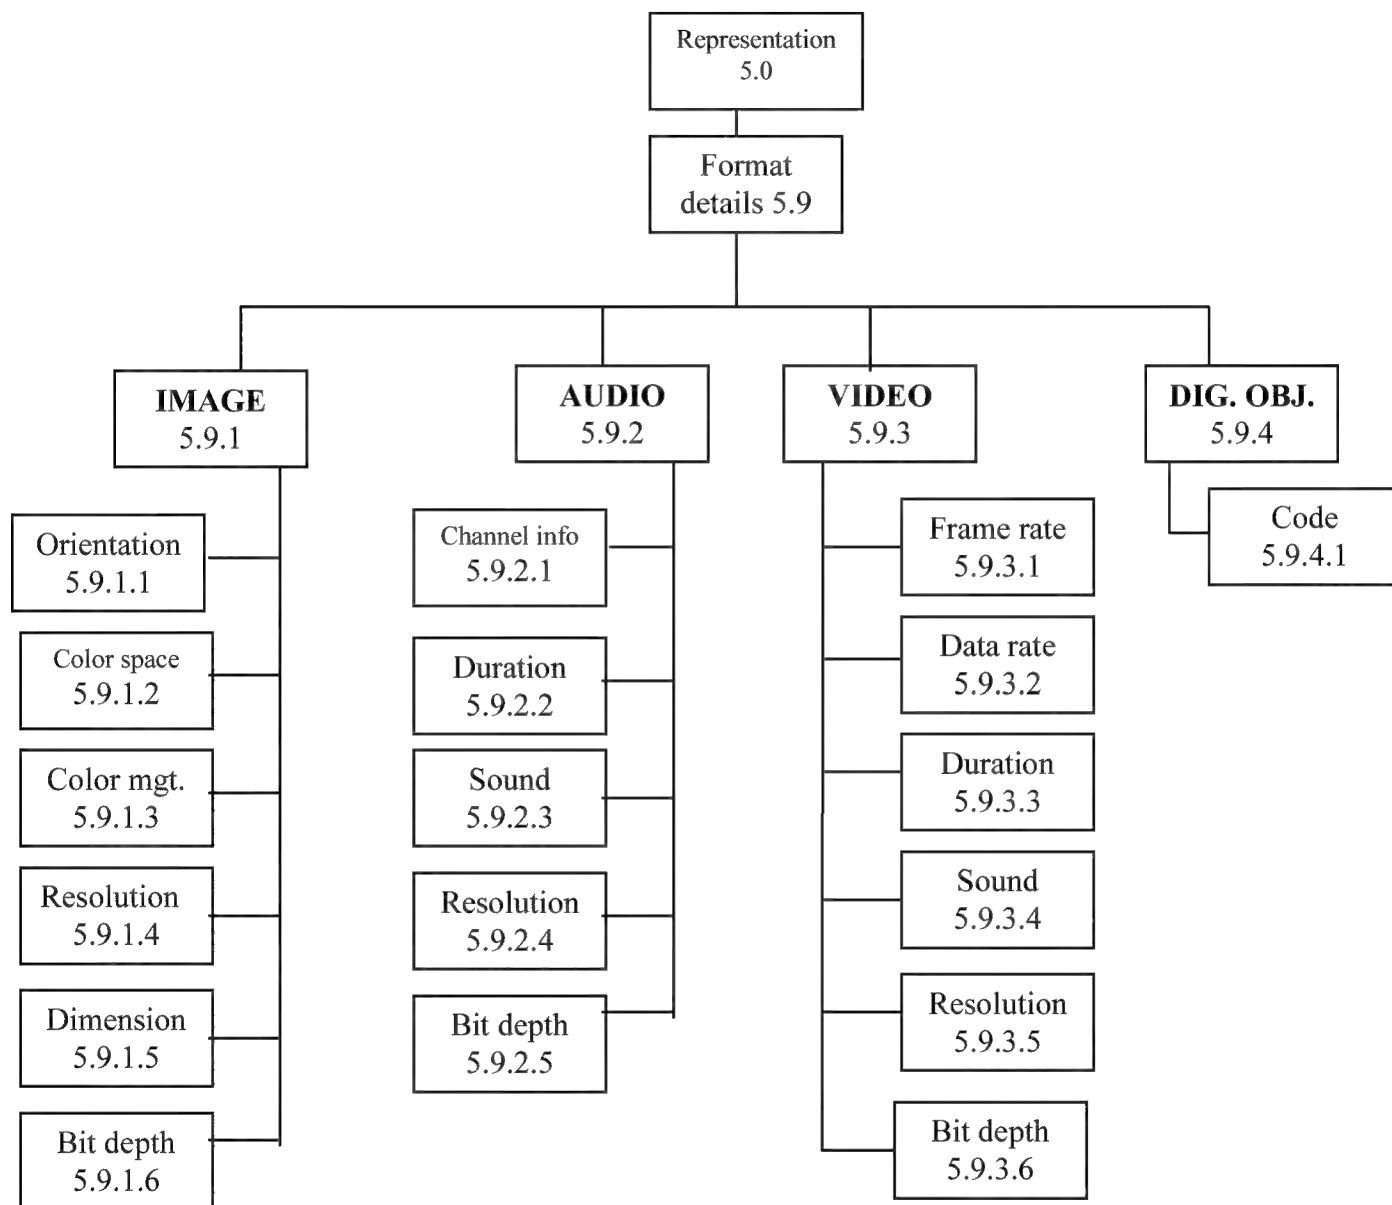 Representation
5.0
Format
details 5.9
IMAGE
5.9.1
Orientation
5.9.1.1
Color space
5.9.1.2
Color mgt.
5.9.1.3
Resolution
5.9.1.4
Dimension
5.9.1.5
Bit depth
5.9.1.6
AUDIO
5.9.2
Channel info
5.9.2.1
Duration
5.9.2.2
Sound
5.9.2.3
Resolution
5.9.2.4
Bit depth
5.9.2.5
VIDEO
5.9.3
Frame rate
5.9.3.1
Data rate
5.9.3.2
Duration
5.9.3.3
Sound
5.9.3.4
Resolution
5.9.3.5
Bit depth
5.9.3.6
DIG. OBJ.
5.9.4
Code
5.9.4.1